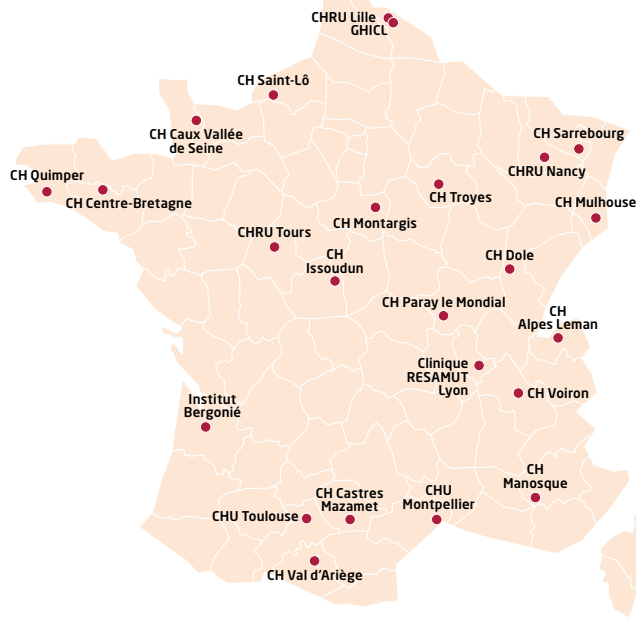 CHRU Lille
GHICL
CH Saint-Lô
CH Caux Vallée
de Seine
CH Sarrebourg
CHRU Nancy
CH Quimper
CH Centre-Bretagne
CH Troyes
CH Mulhouse
CH Montargis
CHRU Tours
CH
Issoudun
CH Dole
CH Paray le Mondial
CH
Alpes Leman
Clinique
RESAMUT
Lyon
CH Voiron
Institut
Bergonié
CH
Manosque
CH Castres
Mazamet
CHU
Montpellier
CHU Toulouse
CH Val d'Ariège